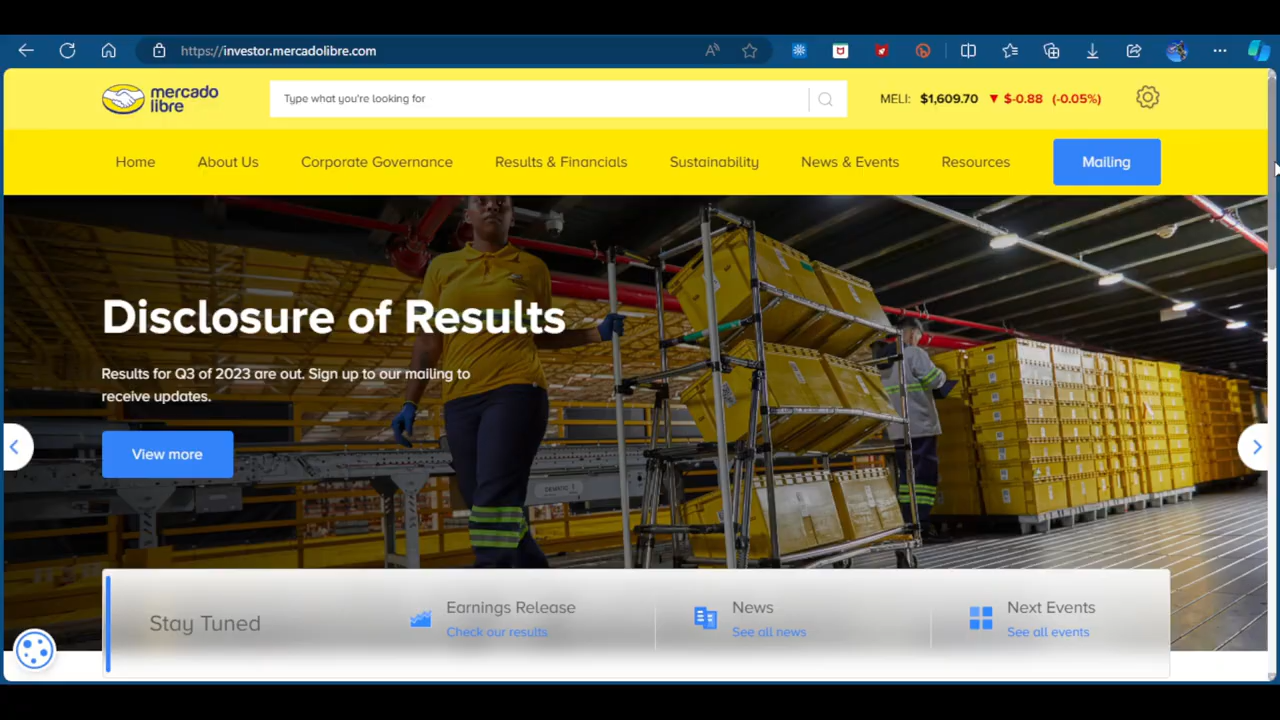 https://investor.mercadolibre.com
mercado
libre
Type what you're looking for
MELI: $1,609.70 ▼ $-0.88 (-0.05%)
Home About Us Corporate Governance Results & Financials Sustainability News & Events Resources Mailing
Disclosure of Results
Results for Q3 of 2023 are out. Sign up to our mailing to
receive updates.
View more
Stay Tuned
Earnings Release
Check our results
News
See all news
Next Events
See all events